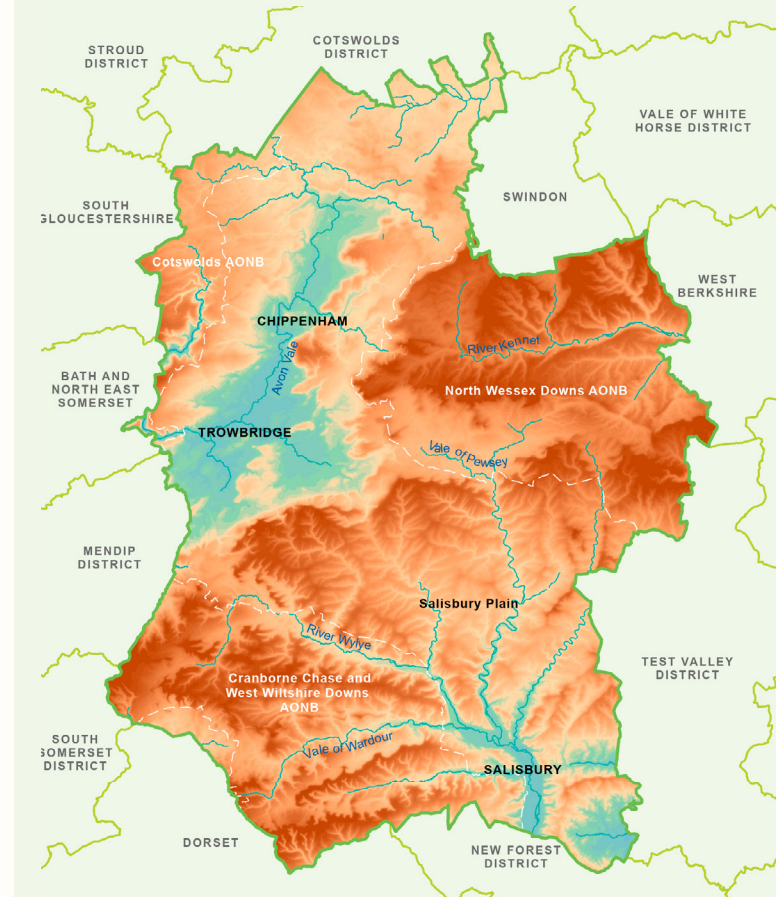 STROUD
DISTRICT
COTSWOLDS
DISTRICT
VALE OF WHITE
HORSE DISTRICT
SWINDON
SOUTH
GLOUCESTERSHIRE
Cotswolds AONB
WEST
BERKSHIRE
CHIPPENHAM
River Kennet
Avon Vale
BATH AND
NORTH EAST
SOMERSET
North Wessex Downs AONB
TROWBRIDGE
Vale of Pewsey
MENDIP
DISTRICT
Salisbury Plain
River Wylye
TEST VALLEY
DISTRICT
Cranborne Chase and
West Wiltshire Downs
AONB
SOUTH
SOMERSET
DISTRICT
Vale of Wardour
SALISBURY
DORSET
NEW FOREST
DISTRICT